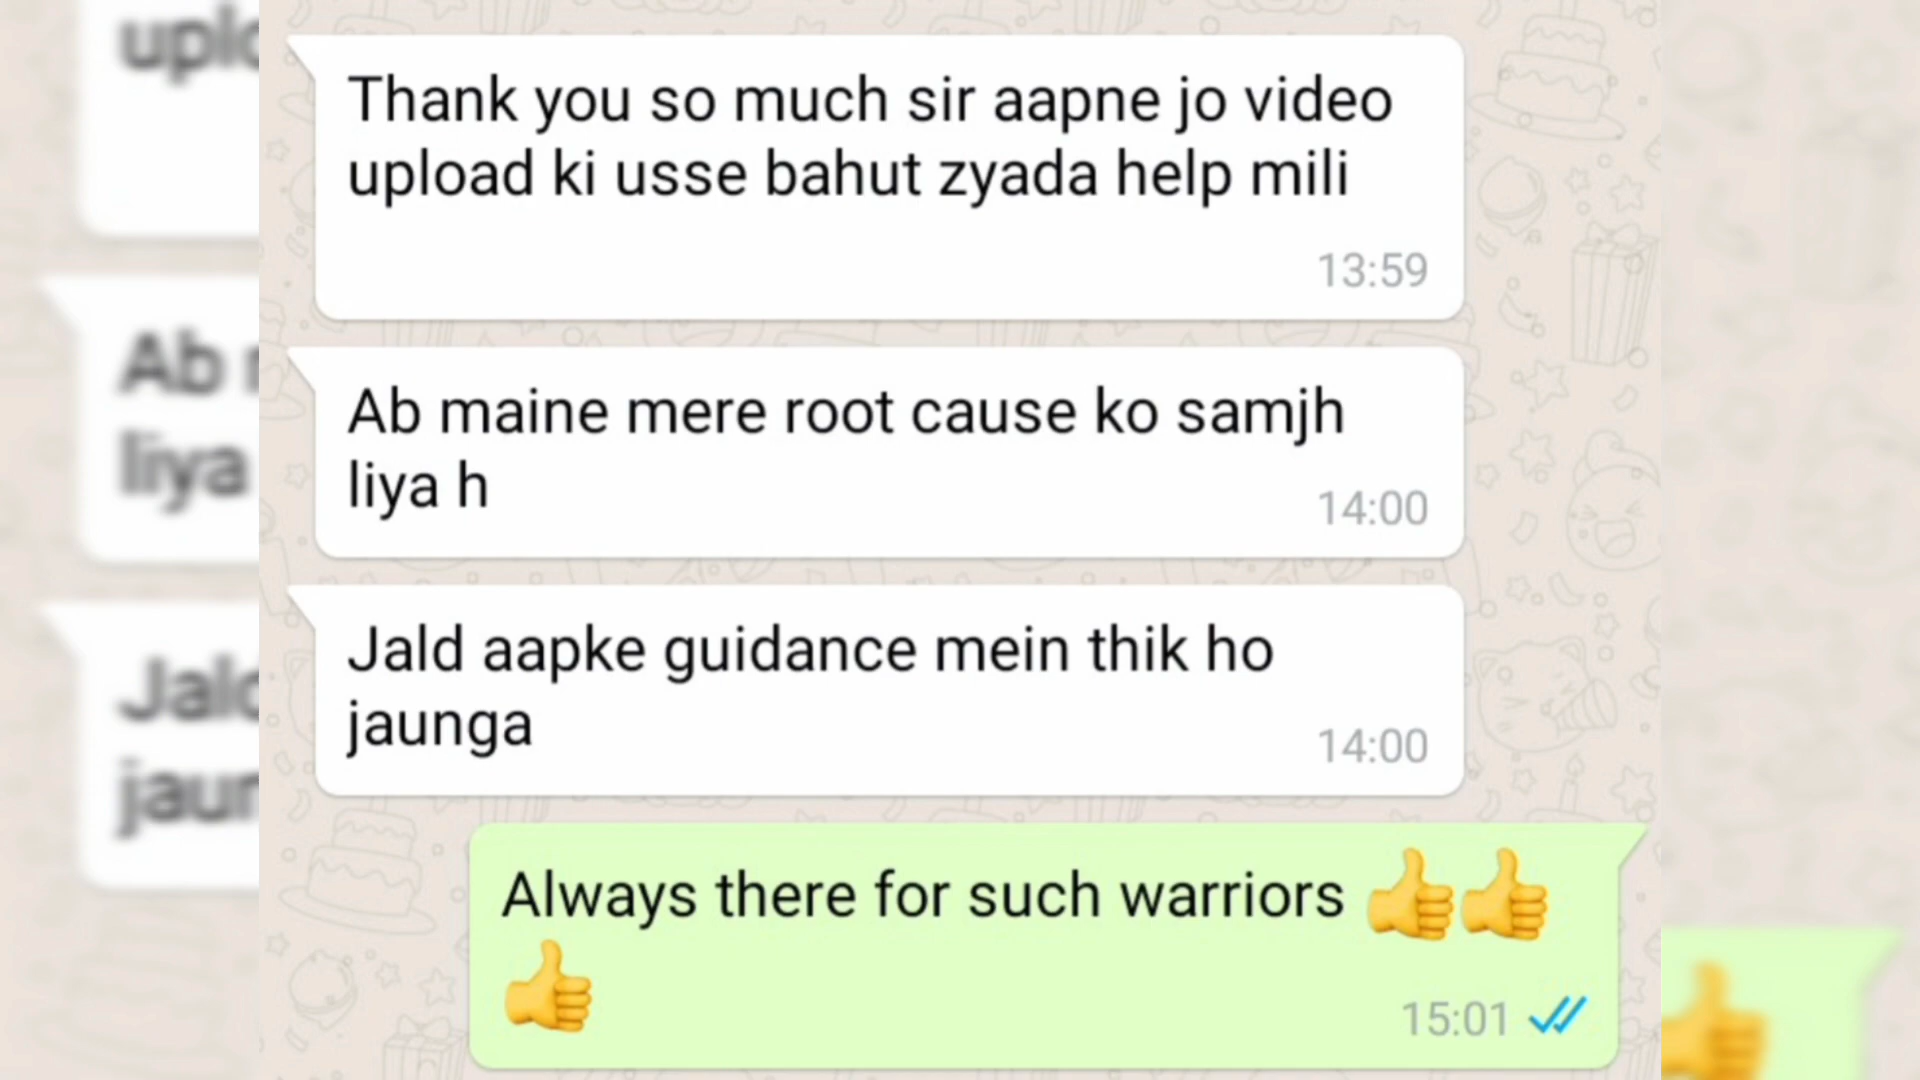 Thank you so much sir aapne jo video
upload ki usse bahut zyada help mili
13:59
Ab maine mere root cause ko samjh
liya h
14:00
Jald aapke guidance mein thik ho
jaunga
14:00
Always there for such warriors 👍👍
👍
15:01